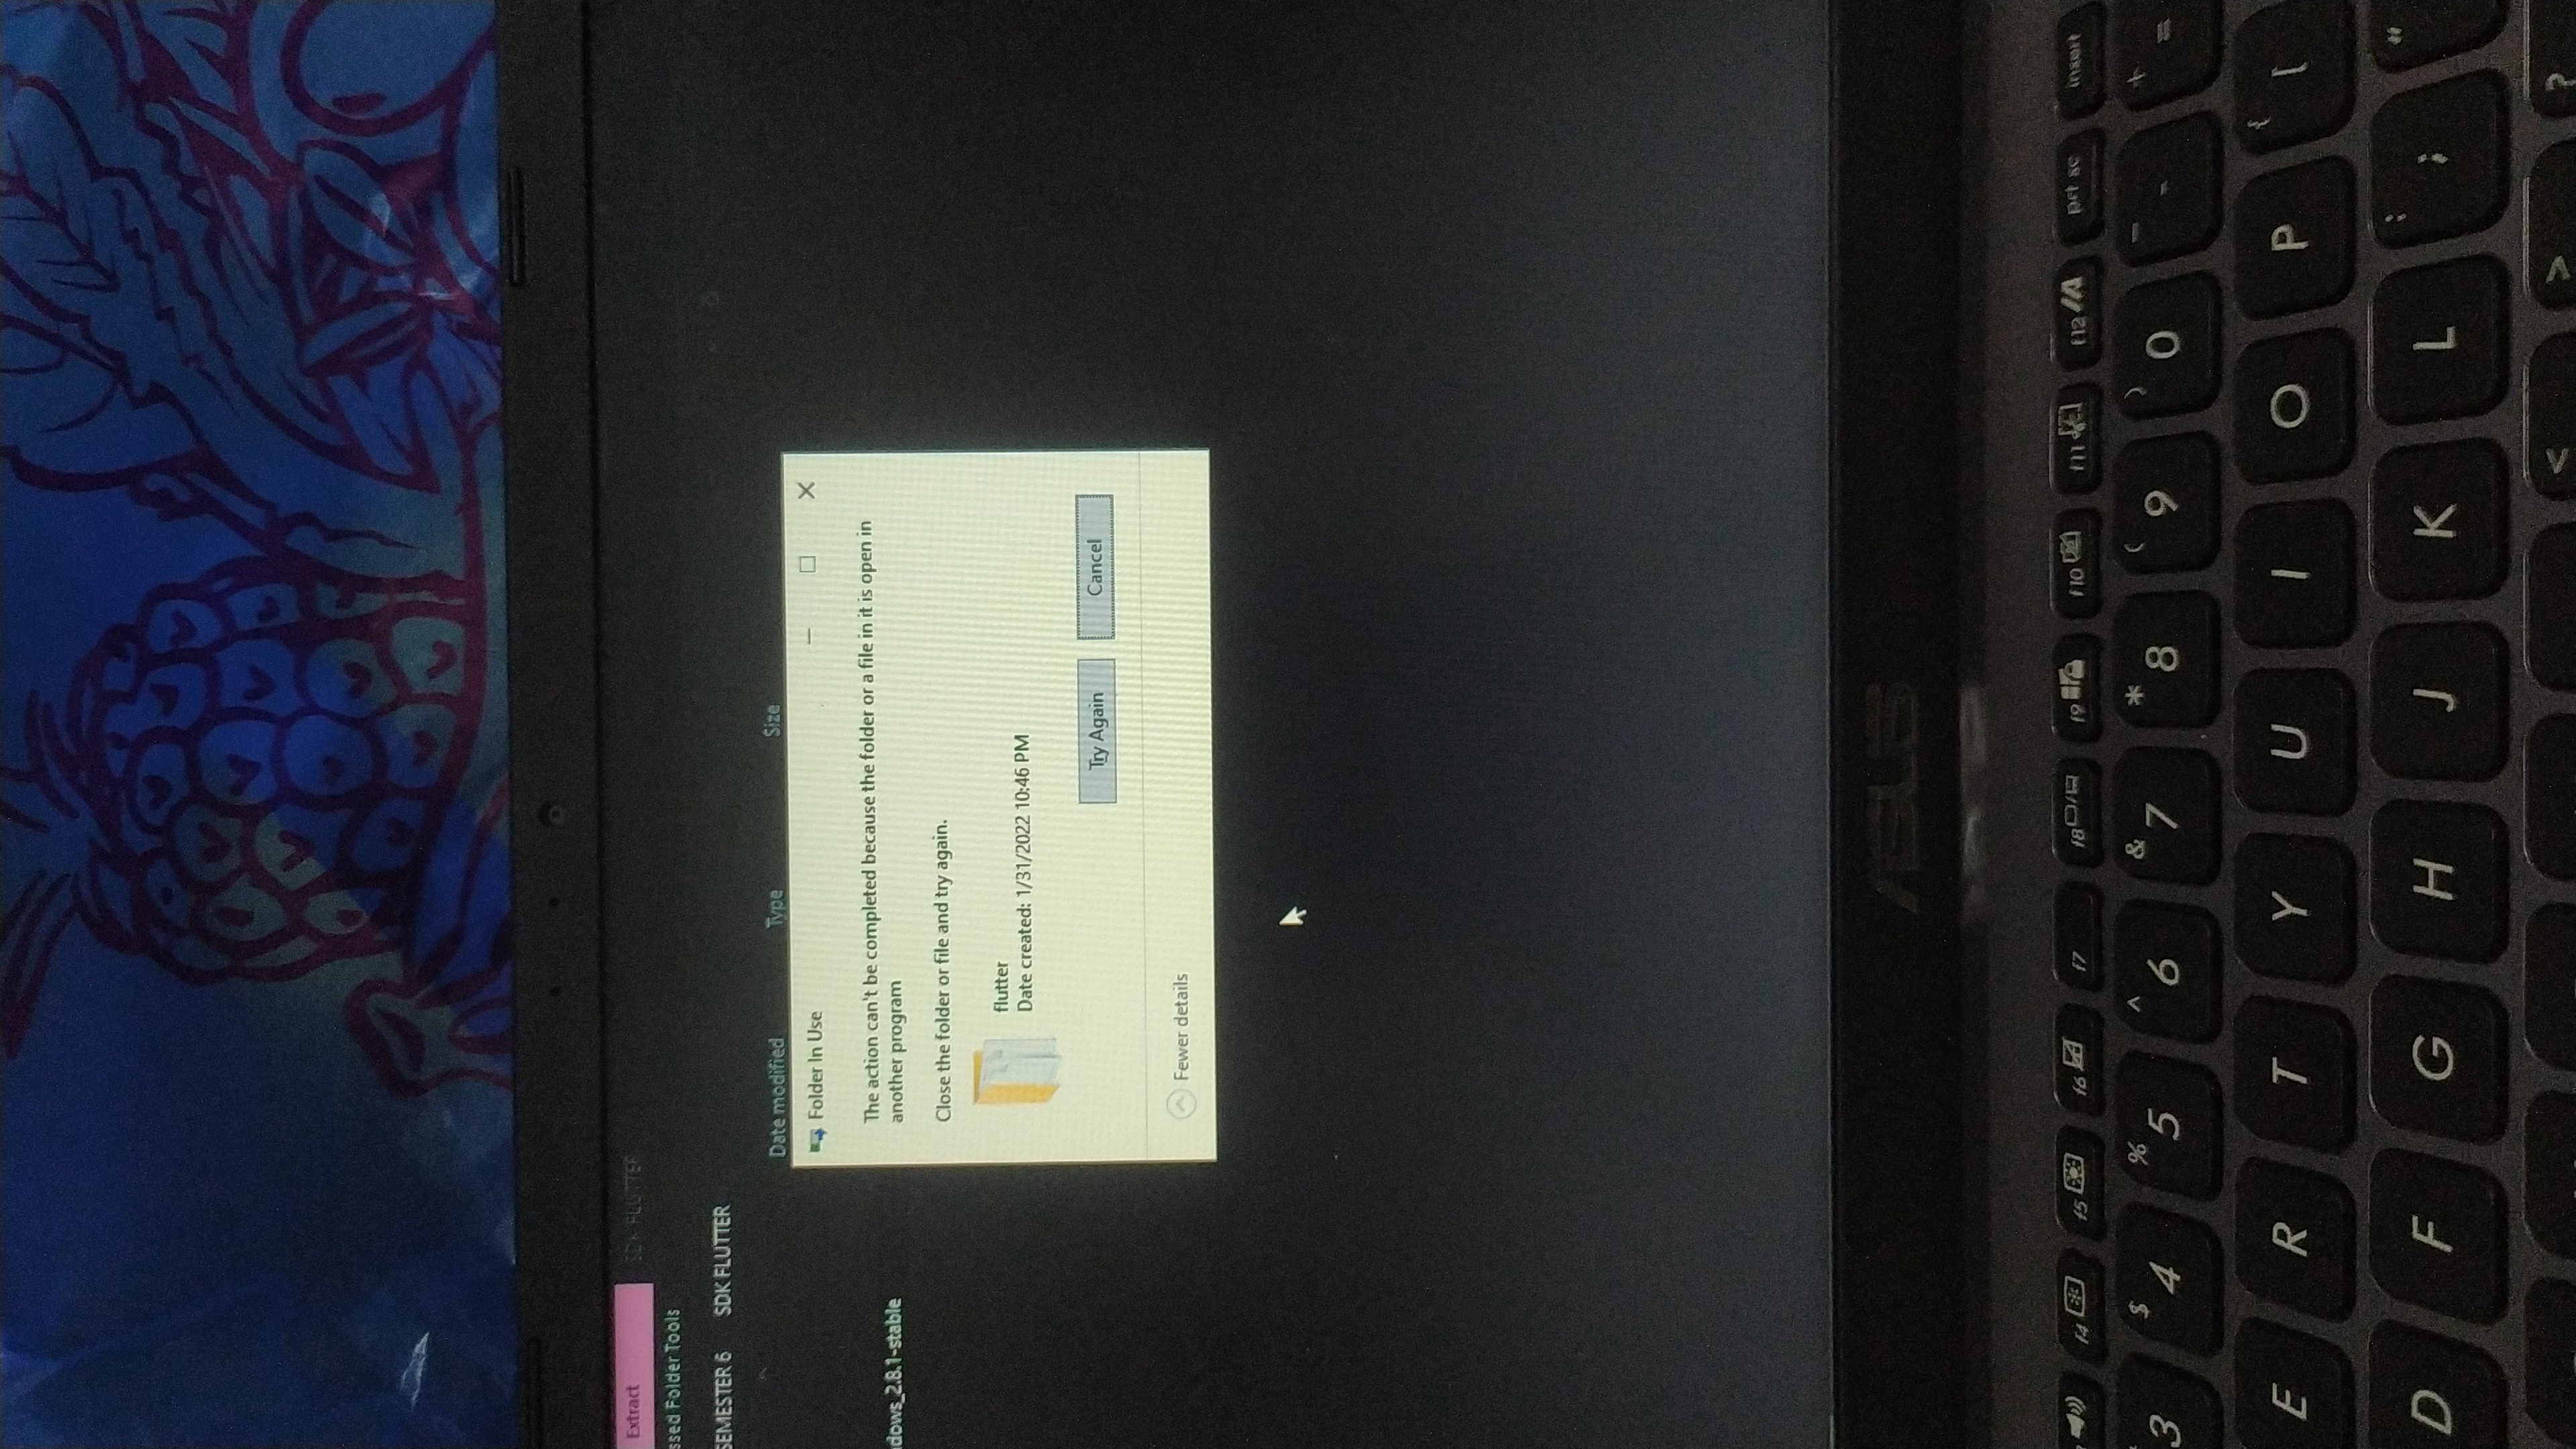 Extract
SDK FLUTTER
ssed Folder Tools
SEMESTER 6 SDK FLUTTER
Date modified Type Size
Folder In Use
The action can't be completed because the folder or a file in it is open in
another program
dows_2.8.1-stable
Close the folder or file and try again.
flutter
Date created: 1/31/2022 10:46 PM
Try Again Cancel
Fewer details
ASUS
f4 f5 f6 f7 f8 f9 f10 f11 f12 prt sc insert
3 $ 4 % 5 ^ 6 & 7 * 8 ( 9 ) 0 - + =
E R T Y U I O P { [
D F G H J K L : ; "
< > ?